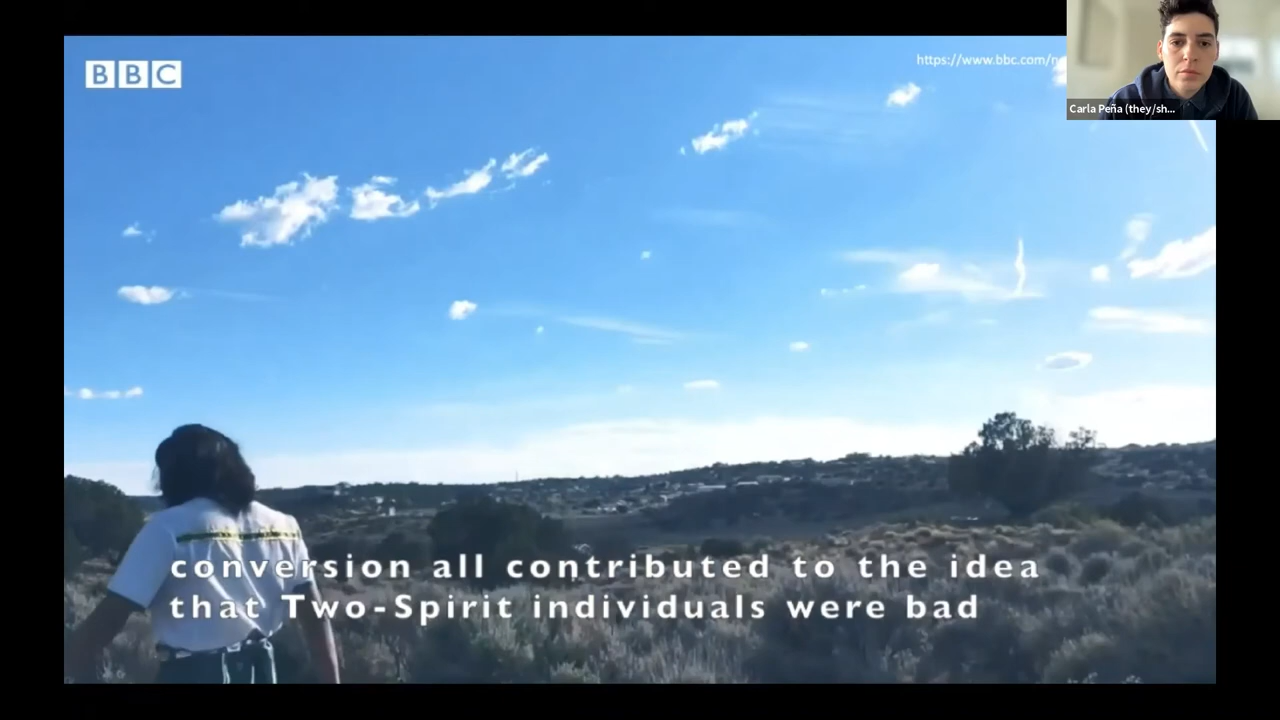 BBC
https://www.bbc.com/n
Carla Peña (they/sh...
conversion all contributed to the idea
that Two-Spirit individuals were bad